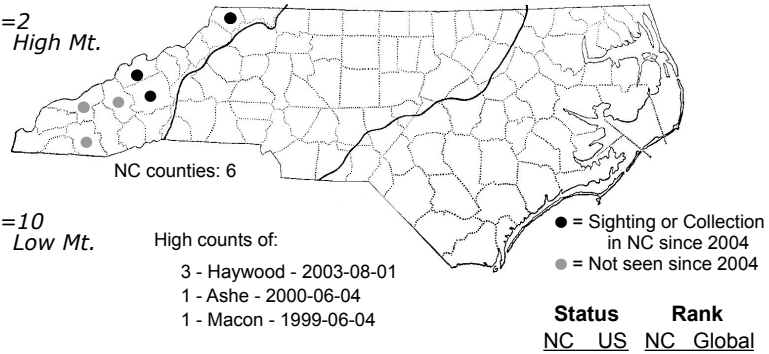 =2
High Mt.
NC counties: 6
=10
Low Mt.
High counts of:
3 - Haywood - 2003-08-01
1 - Ashe - 2000-06-04
1 - Macon - 1999-06-04
● = Sighting or Collection
in NC since 2004
● = Not seen since 2004
Status Rank
NC US NC Global